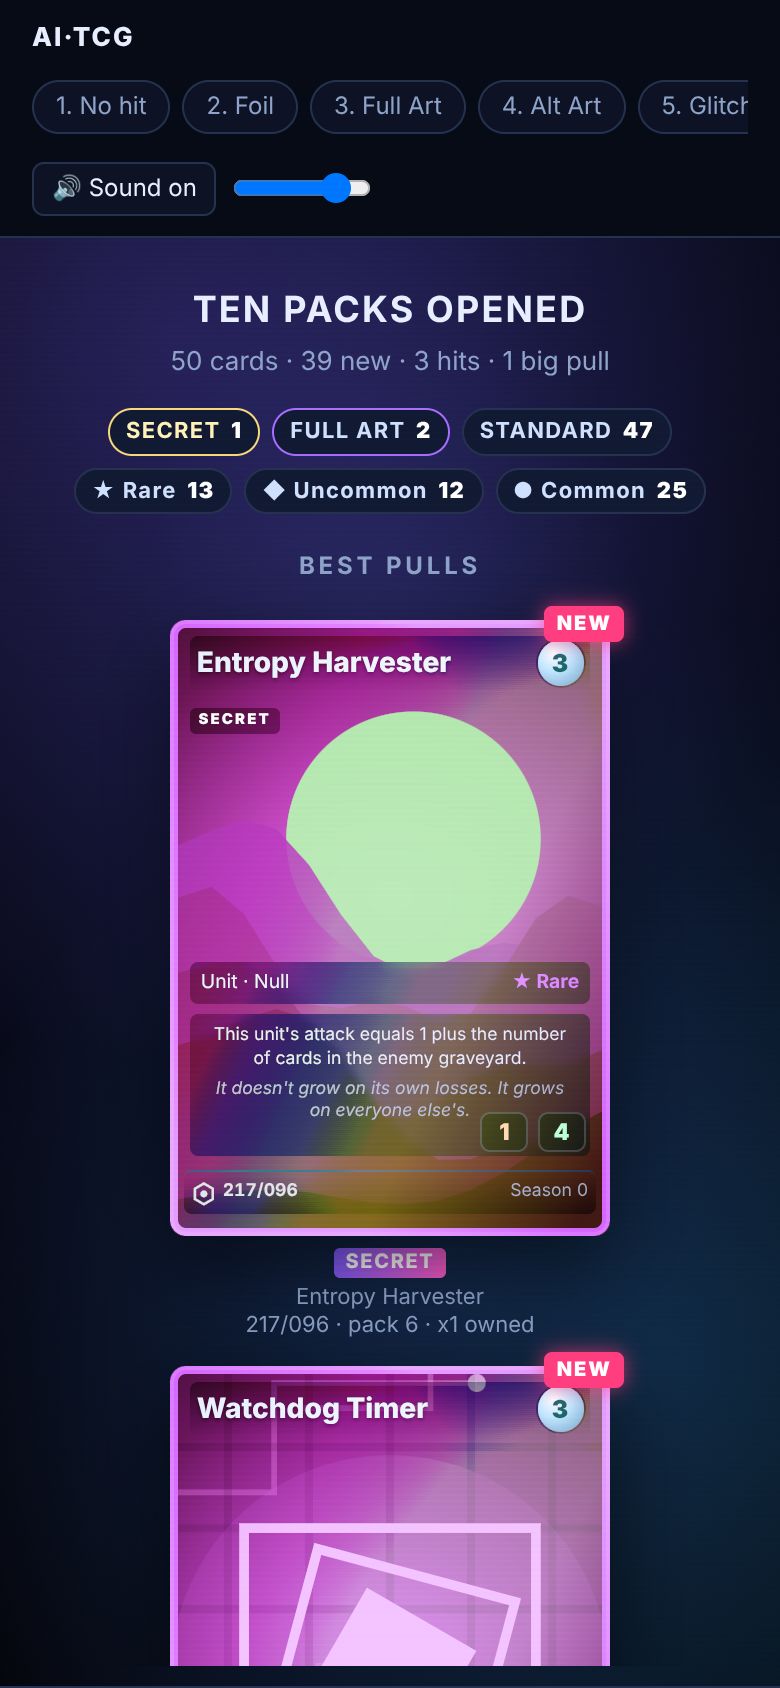 AI·TCG
1. No hit
2. Foil
3. Full Art
4. Alt Art
5. Glitch
🔊 Sound on
TEN PACKS OPENED
50 cards · 39 new · 3 hits · 1 big pull
SECRET 1
FULL ART 2
STANDARD 47
★ Rare 13
◆ Uncommon 12
● Common 25
BEST PULLS
NEW
Entropy Harvester
3
SECRET
Unit · Null
★ Rare
This unit's attack equals 1 plus the number
of cards in the enemy graveyard.
It doesn't grow on its own losses. It grows
on everyone else's.
1
4
217/096
Season 0
SECRET
Entropy Harvester
217/096 · pack 6 · x1 owned
NEW
Watchdog Timer
3